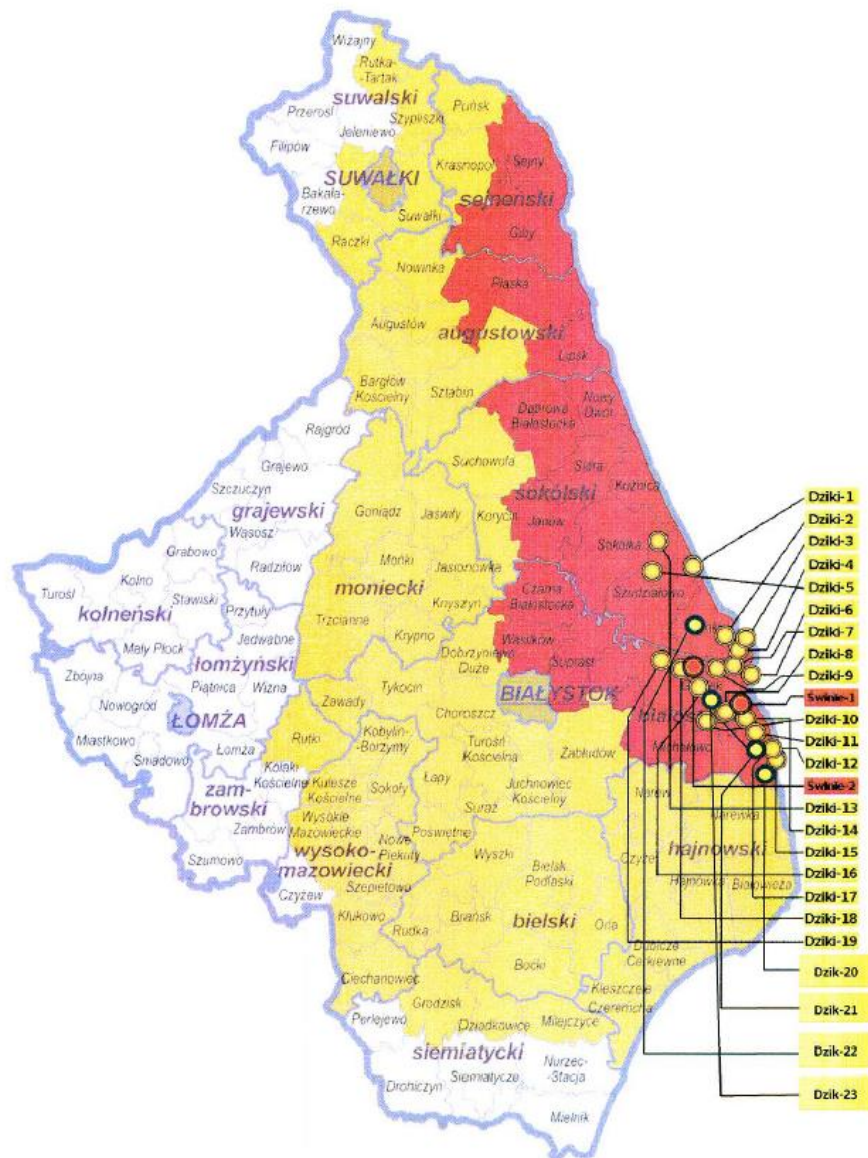 Wiżajny
Rutka-
-Tartak
suwalski
Szypliszki
Puńsk
Przerośl
Jeleniewo
Filipów
Krasnopol
Sejny
SUWAŁKI
Bakała-
rzewo
sejneński
Suwałki
Giby
Raczki
Nowinka
Płaska
Augustów
augustowski
Lipsk
Bargłów
Kościelny
Sztabin
Nowy
Dwór
Dąbrowa
Białostocka
Rajgród
Suchowola
Sidra
Grajewo
Kuźnica
Szczuczyn
sokólski
grajewski
Goniądz
Jaświły
Korycin
Janów
Wąsosz
Sokółka
Grabowo
Mońki
Radziłów
Jasionówka
Kolno
moniecki
Szudziałowo
Turośl
Stawiski
Czarna
Białostocka
kolneński
Przytuły
Knyszyn
Trzcianne
Wasilków
Mały Płock
Jedwabne
Krypno
Dobrzyniewo
Duże
Supraśl
Zbójna
łomżyński
Piątnica
Wizna
Tykocin
BIAŁYSTOK
Nowogród
Zawady
ŁOMŻA
Choroszcz
białos
Miastkowo
Rutki
Kobylin-
-Borzymy
Turośń
Kościelna
Michałowo
Śniadowo
Łomża
Zabłudów
Kołaki
Kościelne
Kulesze
Kościelne
Sokoły
Łapy
Juchnowiec
Kościelny
zam-
browski
Narew
Suraż
Wysokie
Mazowieckie
Narewka
Zambrów
Nowe
Piekuty
Poświętne
Szumowo
wysoko-
mazowiecki
Wyszki
Czyże
hajnowski
Szepietowo
Bielsk
Podlaski
Hajnówka
Białowieża
Czyżew
Klukowo
Brańsk
bielski
Orla
Rudka
Dubicze
Cerkiewne
Boćki
Ciechanowiec
Kleszczele
Grodzisk
Czeremcha
Perlejewo
Dziadkowice
Milejczyce
siemiatycki
Nurzec-
-Stacja
Drohiczyn
Siemiatycze
Mielnik
Dziki-1
Dziki-2
Dziki-3
Dziki-4
Dziki-5
Dziki-6
Dziki-7
Dziki-8
Dziki-9
Świnie-1
Dziki-10
Dziki-11
Dziki-12
Świnie-2
Dziki-13
Dziki-14
Dziki-15
Dziki-16
Dziki-17
Dziki-18
Dziki-19
Dzik-20
Dzik-21
Dzik-22
Dzik-23